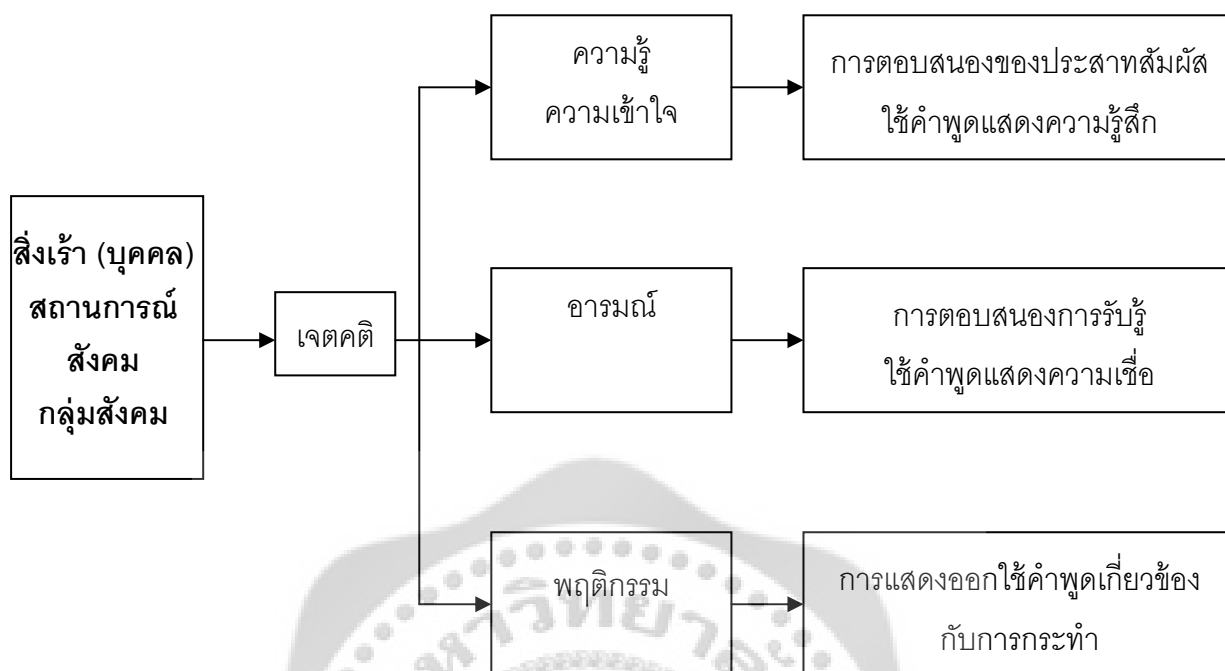 ความรู้
ความเข้าใจ
การตอบสนองของประสาทสัมผัส
ใช้คำพูดแสดงความรู้สึก
สิ่งเร้า (บุคคล)
สถานการณ์
สังคม
กลุ่มสังคม
เจตคติ
อารมณ์
การตอบสนองการรับรู้
ใช้คำพูดแสดงความเชื่อ
พฤติกรรม
การแสดงออกใช้คำพูดเกี่ยวข้อง
กับการกระทำ